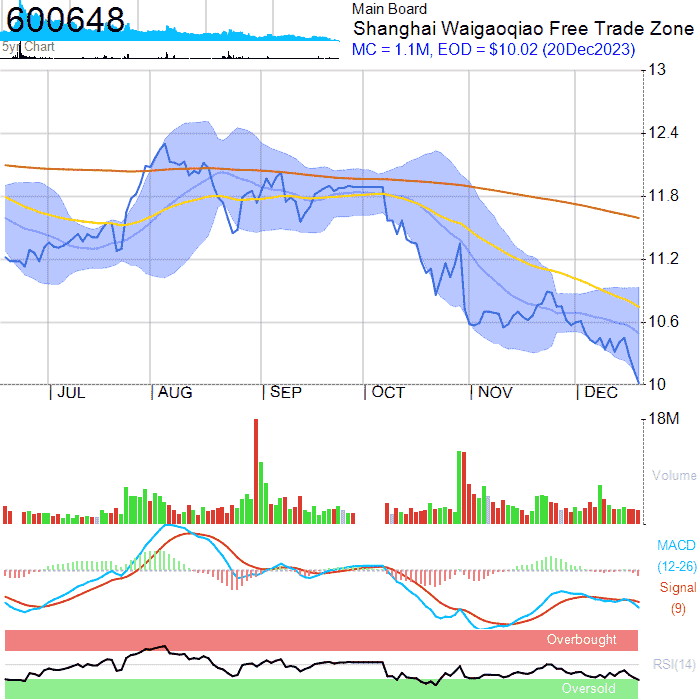 600648
5yr Chart
Main Board
Shanghai Waigaoqiao Free Trade Zone
MC = 1.1M, EOD = $10.02 (20Dec2023)
13
12.4
11.8
11.2
10.6
10
JUL AUG SEP OCT NOV DEC
18M
Volume
MACD
(12-26)
Signal
(9)
Overbought
RSI(14)
Oversold